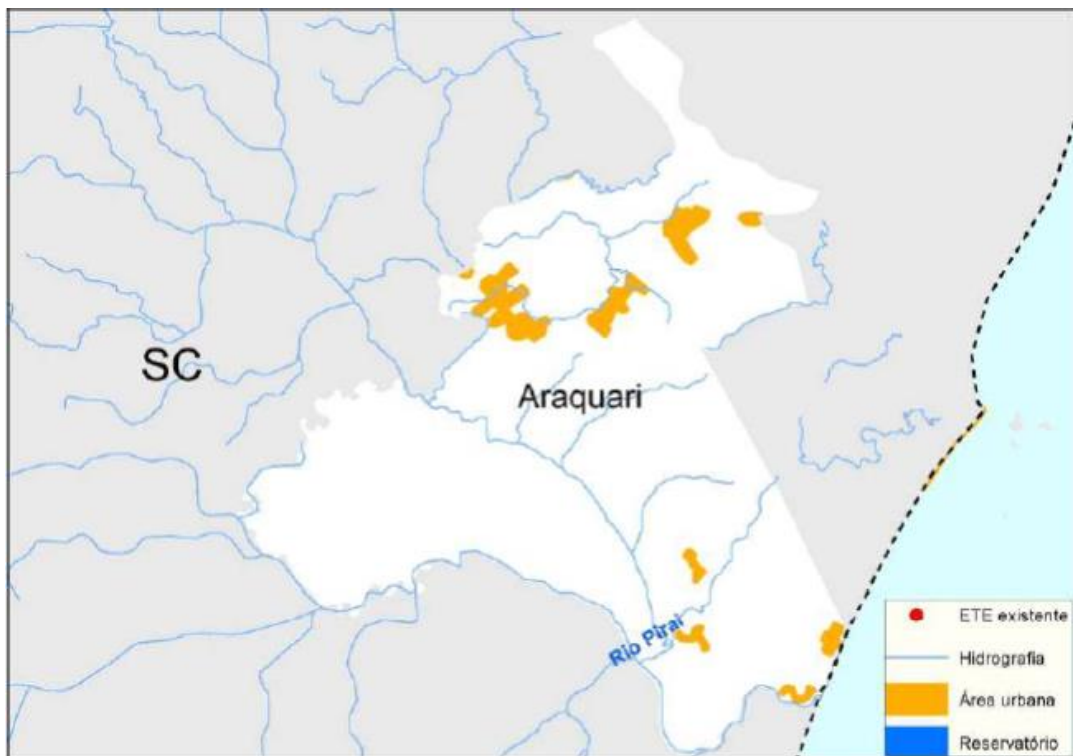 SC
Araquari
Rio Piraí
ETE existente
Hidrografia
Área urbana
Reservatório